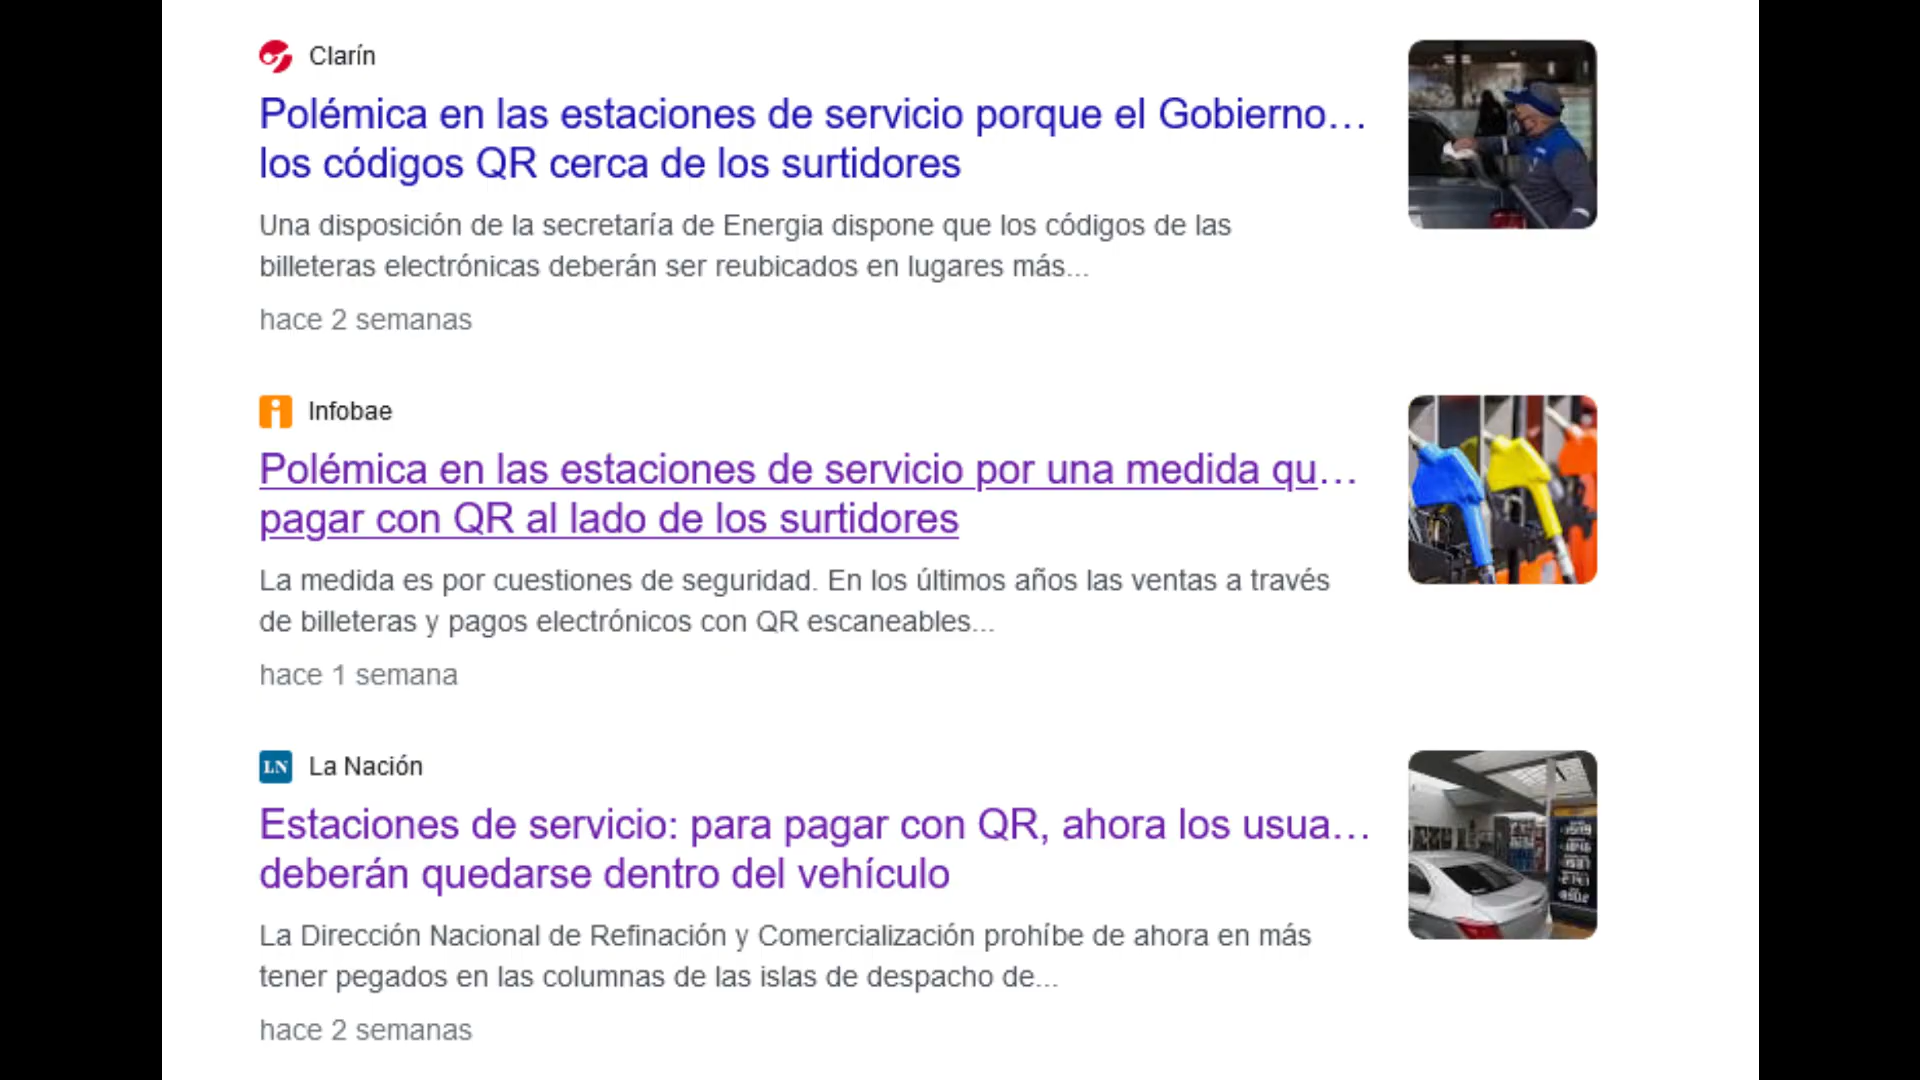 Clarín
Polémica en las estaciones de servicio porque el Gobierno...
los códigos QR cerca de los surtidores
Una disposición de la secretaría de Energia dispone que los códigos de las
billeteras electrónicas deberán ser reubicados en lugares más...
hace 2 semanas
Infobae
Polémica en las estaciones de servicio por una medida qu...
pagar con QR al lado de los surtidores
La medida es por cuestiones de seguridad. En los últimos años las ventas a través
de billeteras y pagos electrónicos con QR escaneables...
hace 1 semana
LN La Nación
Estaciones de servicio: para pagar con QR, ahora los usua...
deberán quedarse dentro del vehículo
La Dirección Nacional de Refinación y Comercialización prohíbe de ahora en más
tener pegados en las columnas de las islas de despacho de...
hace 2 semanas